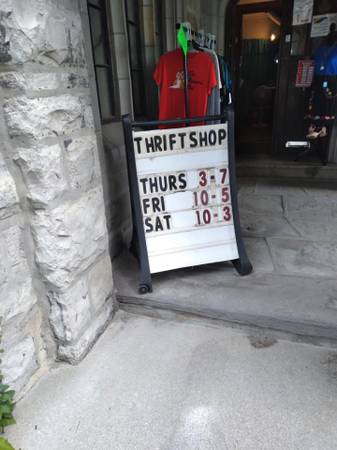 THRIFT SHOP
THURS 3-7
FRI 10-5
SAT 10-3